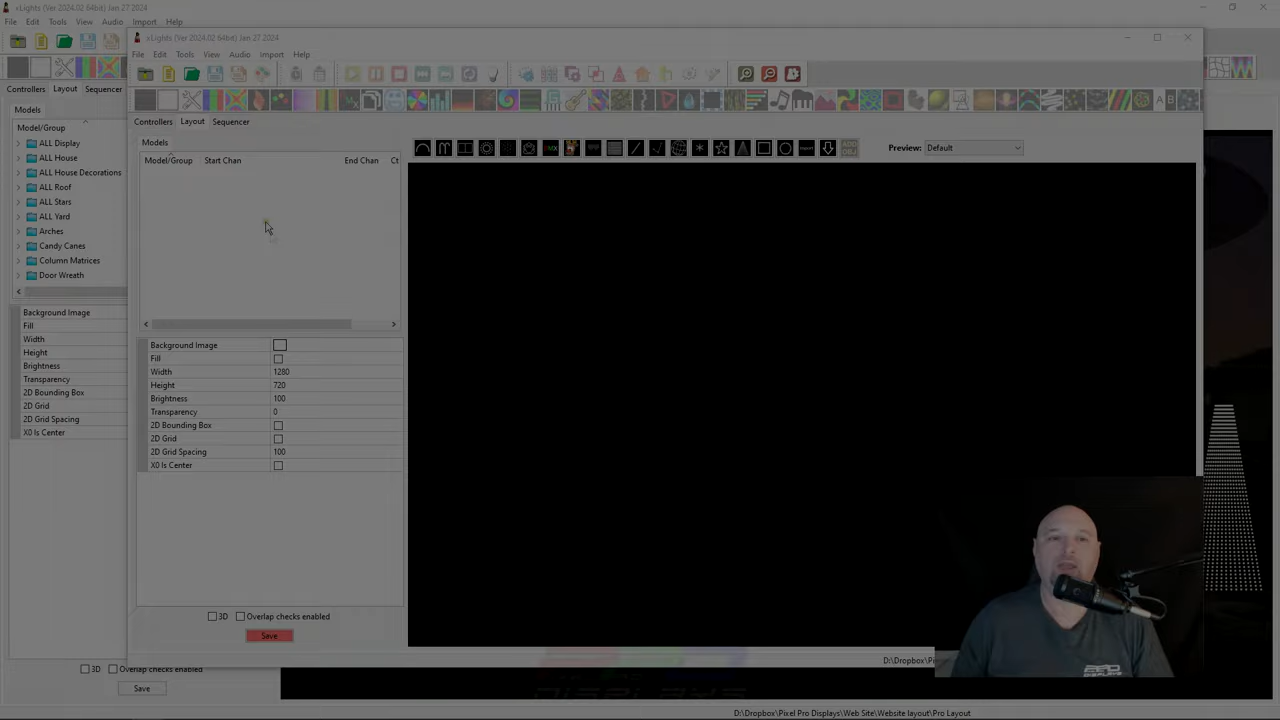 xLights (Ver 2024.02 64bit) Jan 27 2024
File Edit Tools View Audio Import Help
Controllers Layout Sequencer
Models
Model/Group
ALL Display
ALL House
ALL House Decorations
ALL Roof
ALL Stars
ALL Yard
Arches
Candy Canes
Column Matrices
Door Wreath
Background Image
Fill
Width
Height
Brightness
Transparency
2D Bounding Box
2D Grid
2D Grid Spacing
X0 Is Center
3D Overlap checks enabled
Save
xLights (Ver 2024.02 64bit) Jan 27 2024
File Edit Tools View Audio Import Help
Controllers Layout Sequencer
Models
Preview: Default
Model/Group Start Chan End Chan Ct
Background Image
Fill
Width 1280
Height 720
Brightness 100
Transparency 0
2D Bounding Box
2D Grid
2D Grid Spacing 100
X0 Is Center
3D Overlap checks enabled
Save
D:\Dropbox\Pi
DISPLAYS
D:\Dropbox\Pixel Pro Displays\Web Site\Website layout\Pro Layout